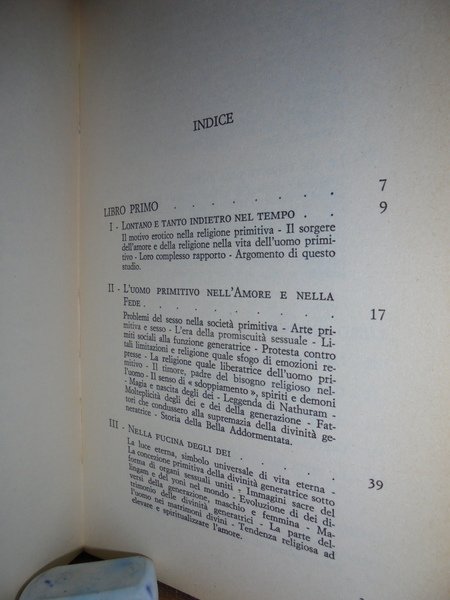 INDICE
LIBRO PRIMO . . . . . . . 7
I - LONTANO E TANTO INDIETRO NEL TEMPO . . . 9
Il motivo erotico nella religione primitiva - Il sorgere
dell'amore e della religione nella vita dell'uomo primi-
tivo - Loro complesso rapporto - Argomento di questo
studio.
II - L'UOMO PRIMITIVO NELL'AMORE E NELLA
FEDE . . . . . . . . 17
Problemi del sesso nella società primitiva - Arte pri-
mitiva e sesso - L'era della promiscuità sessuale - Li-
miti sociali alla funzione generatrice - Protesta contro
tali limitazioni e religione quale sfogo di emozioni re-
presse - La religione quale liberatrice dell'uomo pri-
mitivo - Il timore, padre del bisogno religioso nel-
l'uomo - Il senso di « sdoppiamento », spiriti e demoni
- Magia e nascita degli dei - Leggenda di Nathuram -
Molteplicità degli dei e dei della generazione - Fat-
tori che condussero alla supremazia della divinità ge-
neratrice - Storia della Bella Addormentata.
III - NELLA FUCINA DEGLI DEI . . . . . 39
La luce eterna, simbolo universale di vita eterna -
La concezione primitiva della divinità generatrice sotto
forma di organi sessuali uniti - Immagini sacre del
lingam e del yoni nel mondo - Evoluzione di dei di-
versi della generazione, maschio e femmina - Ma-
trimonio delle divinità generatrici - La parte del-
l'uomo nei matrimoni divini - Tendenza religiosa ad
elevare e spiritualizzare l'amore.